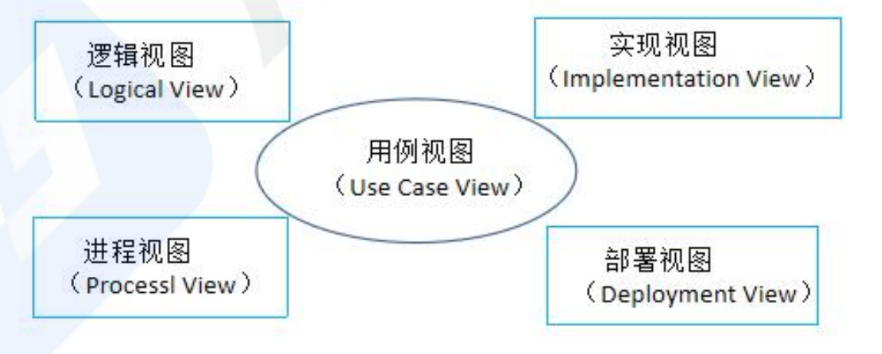 逻辑视图
（Logical View）
实现视图
（Implementation View）
用例视图
（Use Case View）
进程视图
（Processl View）
部署视图
（Deployment View）